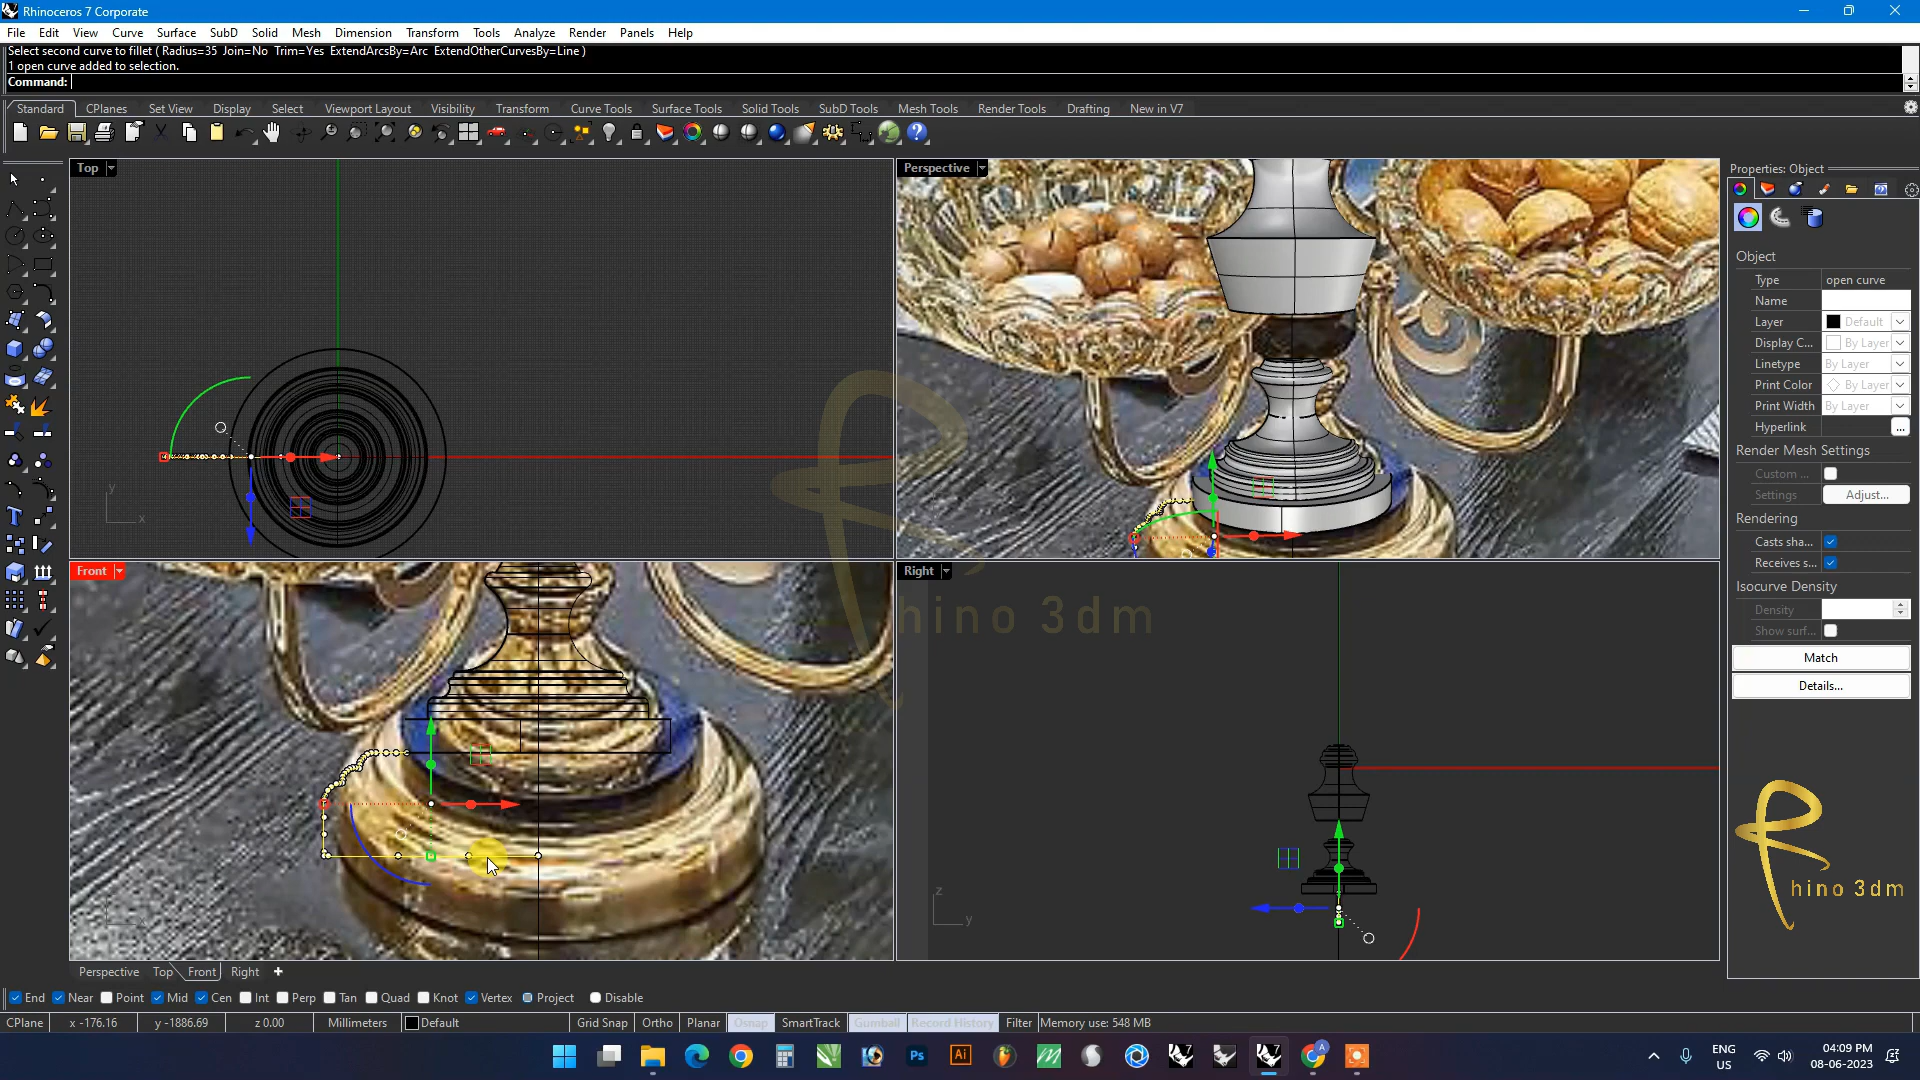 Rhinoceros 7 Corporate
File Edit View Curve Surface SubD Solid Mesh Dimension Transform Tools Analyze Render Panels Help
Select second curve to fillet ( Radius=35 Join=No Trim=Yes ExtendArcsBy=Arc ExtendOtherCurvesBy=Line )
1 open curve added to selection.
Command:
Standard CPlanes Set View Display Select Viewport Layout Visibility Transform Curve Tools Surface Tools Solid Tools SubD Tools Mesh Tools Render Tools Drafting New in V7
Top
Perspective
Properties: Object
Object
Type open curve
Name
Layer Default
Display C... By Layer
Linetype By Layer
Print Color By Layer
Print Width By Layer
Hyperlink ...
Render Mesh Settings
Custom ...
Settings Adjust...
Rendering
Casts sha...
Receives s...
Isocurve Density
Density
Show surf...
Match
Details...
y
x
Front
Right
hino 3dm
z
y
hino 3dm
Perspective Top Front Right
End Near Point Mid Cen Int Perp Tan Quad Knot Vertex Project Disable
CPlane x -176.16 y -1886.69 z 0.00 Millimeters Default Grid Snap Ortho Planar Osnap SmartTrack Gumball Record History Filter Memory use: 548 MB
Ps Ai 7 7 A
ENG
US
04:09 PM
08-06-2023